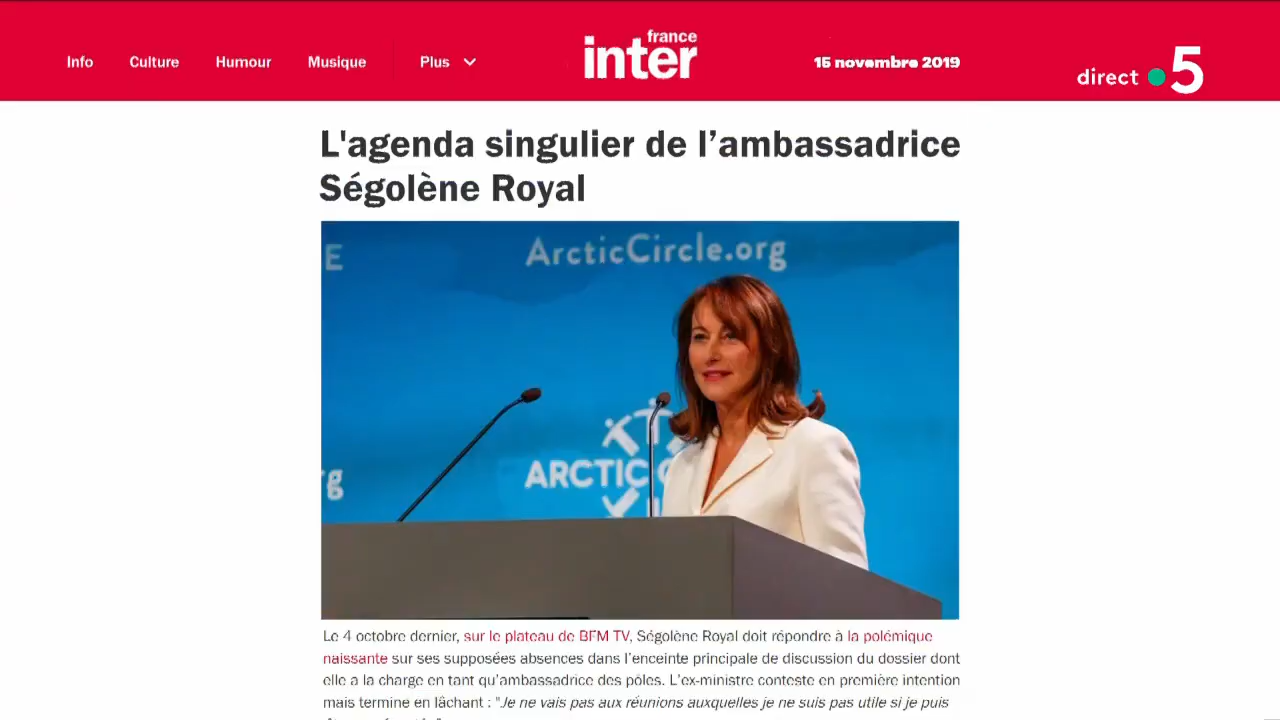 Info Culture Humour Musique Plus
france
inter
15 novembre 2019
direct 5
L'agenda singulier de l’ambassadrice
Ségolène Royal
E
ArcticCircle.org
rg
ARCTIC
Le 4 octobre dernier, sur le plateau de BFM TV, Ségolène Royal doit répondre à la polémique
naissante sur ses supposées absences dans l’enceinte principale de discussion du dossier dont
elle a la charge en tant qu’ambassadrice des pôles. L’ex-ministre conteste en première intention
mais termine en lâchant : "Je ne vais pas aux réunions auxquelles je ne suis pas utile si je puis